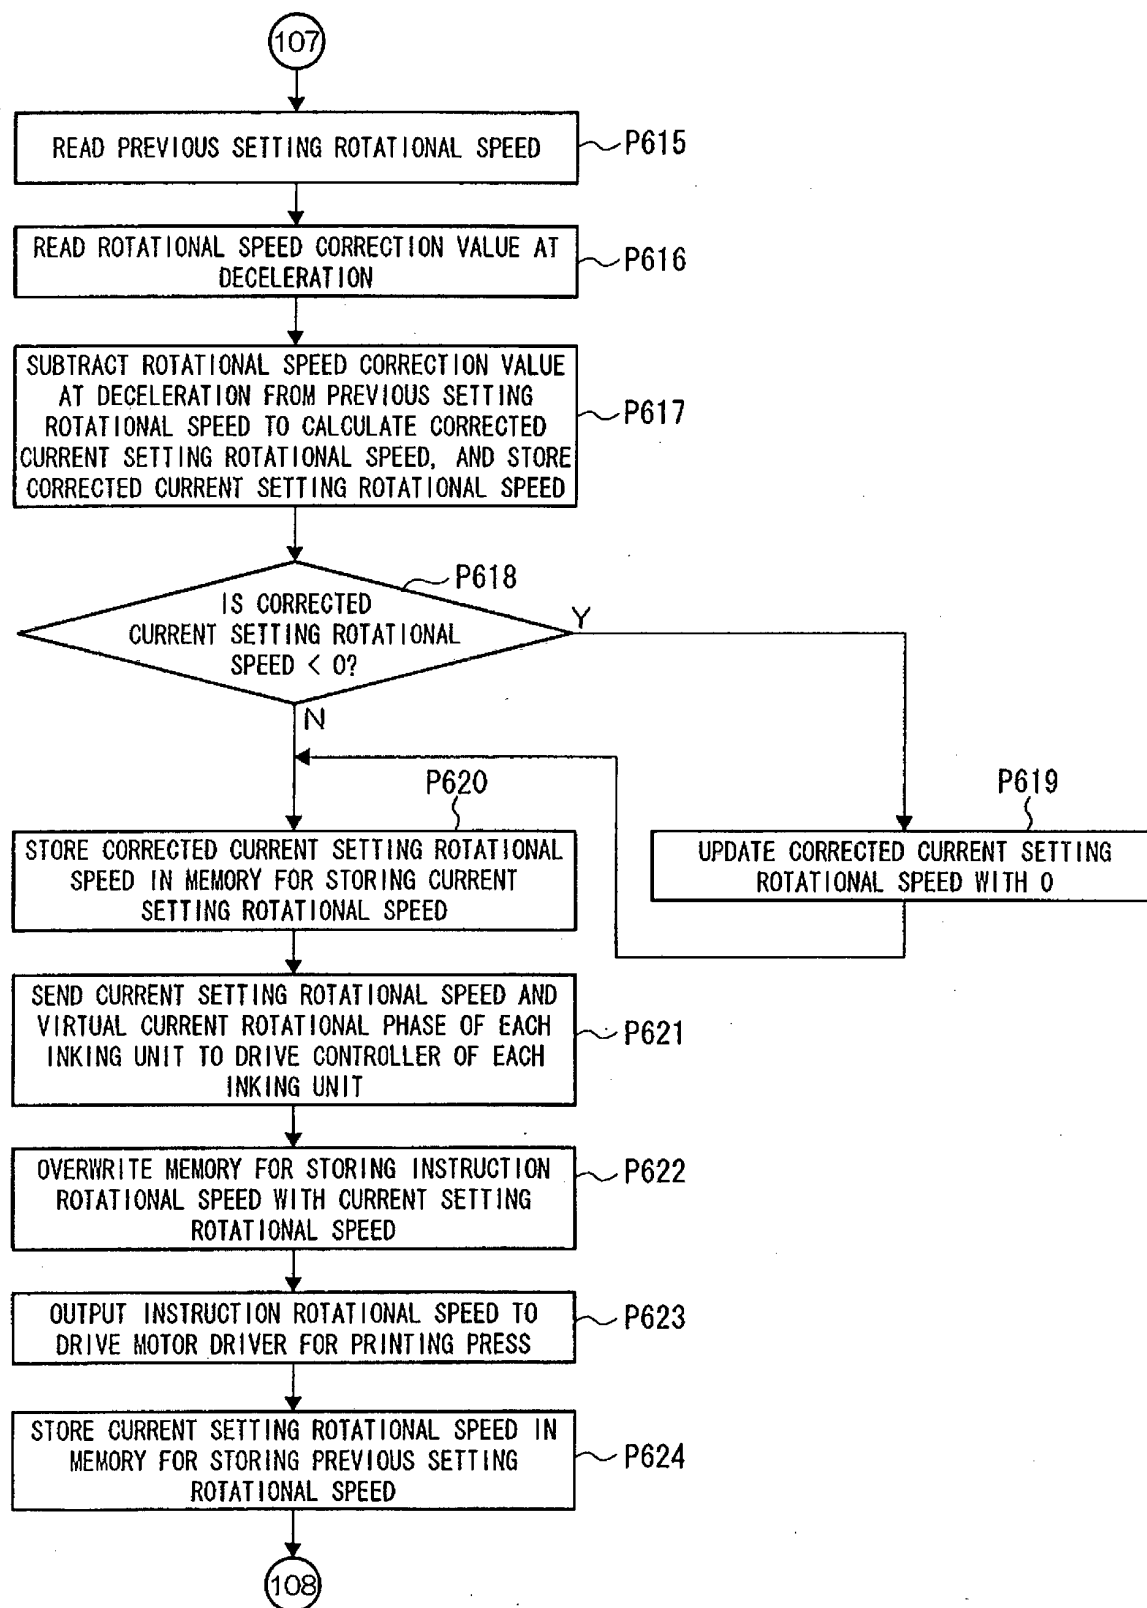 107
READ PREVIOUS SETTING ROTATIONAL SPEED
P615
READ ROTATIONAL SPEED CORRECTION VALUE AT
DECELERATION
P616
SUBTRACT ROTATIONAL SPEED CORRECTION VALUE
AT DECELERATION FROM PREVIOUS SETTING
ROTATIONAL SPEED TO CALCULATE CORRECTED
CURRENT SETTING ROTATIONAL SPEED, AND STORE
CORRECTED CURRENT SETTING ROTATIONAL SPEED
P617
P618
IS CORRECTED
CURRENT SETTING ROTATIONAL
SPEED < 0?
Y
N
P620
STORE CORRECTED CURRENT SETTING ROTATIONAL
SPEED IN MEMORY FOR STORING CURRENT
SETTING ROTATIONAL SPEED
P619
UPDATE CORRECTED CURRENT SETTING
ROTATIONAL SPEED WITH 0
SEND CURRENT SETTING ROTATIONAL SPEED AND
VIRTUAL CURRENT ROTATIONAL PHASE OF EACH
INKING UNIT TO DRIVE CONTROLLER OF EACH
INKING UNIT
P621
OVERWRITE MEMORY FOR STORING INSTRUCTION
ROTATIONAL SPEED WITH CURRENT SETTING
ROTATIONAL SPEED
P622
OUTPUT INSTRUCTION ROTATIONAL SPEED TO
DRIVE MOTOR DRIVER FOR PRINTING PRESS
P623
STORE CURRENT SETTING ROTATIONAL SPEED IN
MEMORY FOR STORING PREVIOUS SETTING
ROTATIONAL SPEED
P624
108